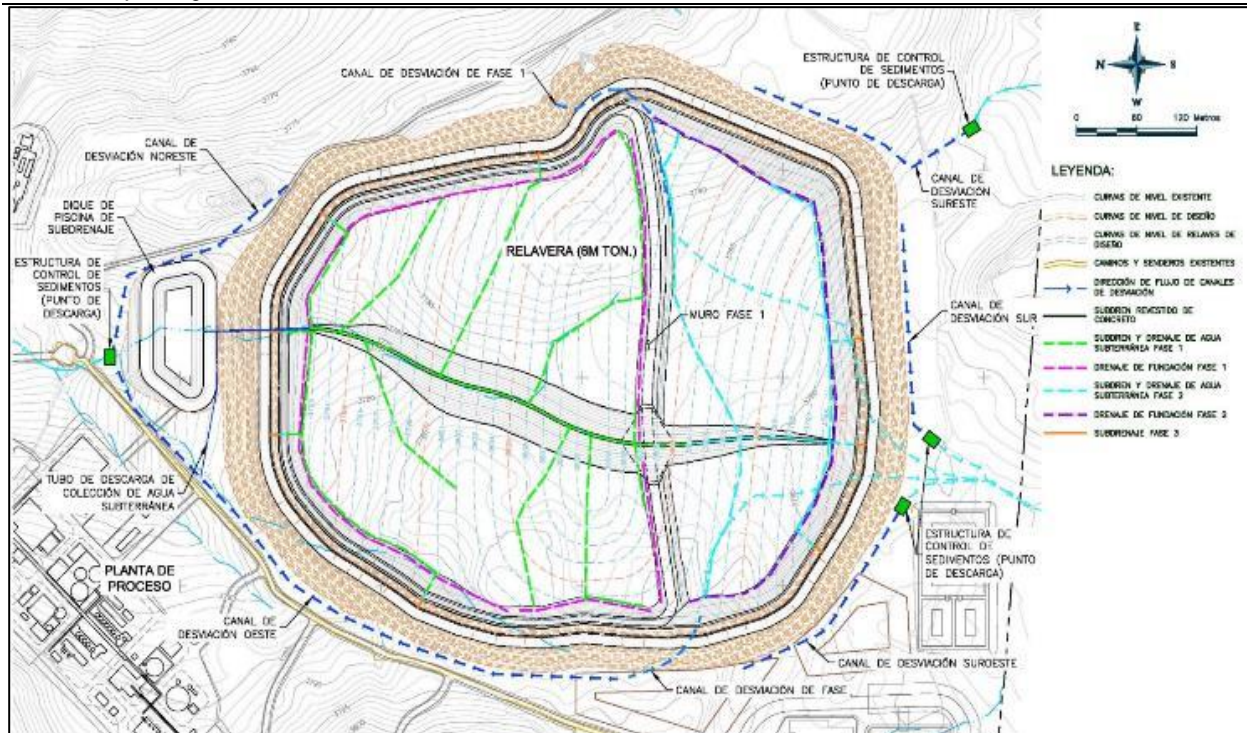 CANAL DE DESVIACIÓN DE FASE 1
ESTRUCTURA DE CONTROL
DE SEDIMENTOS
(PUNTO DE DESCARGA)
CANAL DE
DESVIACIÓN NORESTE
DIQUE DE
PISCINA DE
SUBDRENAJE
ESTRUCTURA DE
CONTROL DE
SEDIMENTOS
(PUNTO DE
DESCARGA)
RELAVERA (6M TON.)
MURO FASE 1
CANAL DE
DESVIACIÓN
SURESTE
CANAL DE
DESVIACIÓN SUR
TUBO DE DESCARGA DE
COLECCIÓN DE AGUA
SUBTERRÁNEA
PLANTA DE
PROCESO
CANAL DE
DESVIACIÓN OESTE
ESTRUCTURA DE
CONTROL DE
SEDIMENTOS (PUNTO
DE DESCARGA)
CANAL DE DESVIACIÓN SUROESTE
CANAL DE DESVIACIÓN DE FASE
E
N S
W
0 60 120 Metros
LEYENDA:
CURVAS DE NIVEL EXISTENTE
CURVAS DE NIVEL DE DISEÑO
CURVAS DE NIVEL DE RELAVES DE
DISEÑO
CAMINOS Y SENDEROS EXISTENTES
DIRECCIÓN DE FLUJO DE CANALES
DE DESVIACIÓN
SUBDREN REVESTIDO DE
CONCRETO
SUBDREN Y DRENAJE DE AGUA
SUBTERRÁNEA FASE 1
DRENAJE DE FUNDACIÓN FASE 1
SUBDREN Y DRENAJE DE AGUA
SUBTERRÁNEA FASE 2
DRENAJE DE FUNDACIÓN FASE 2
SUBDRENAJE FASE 3